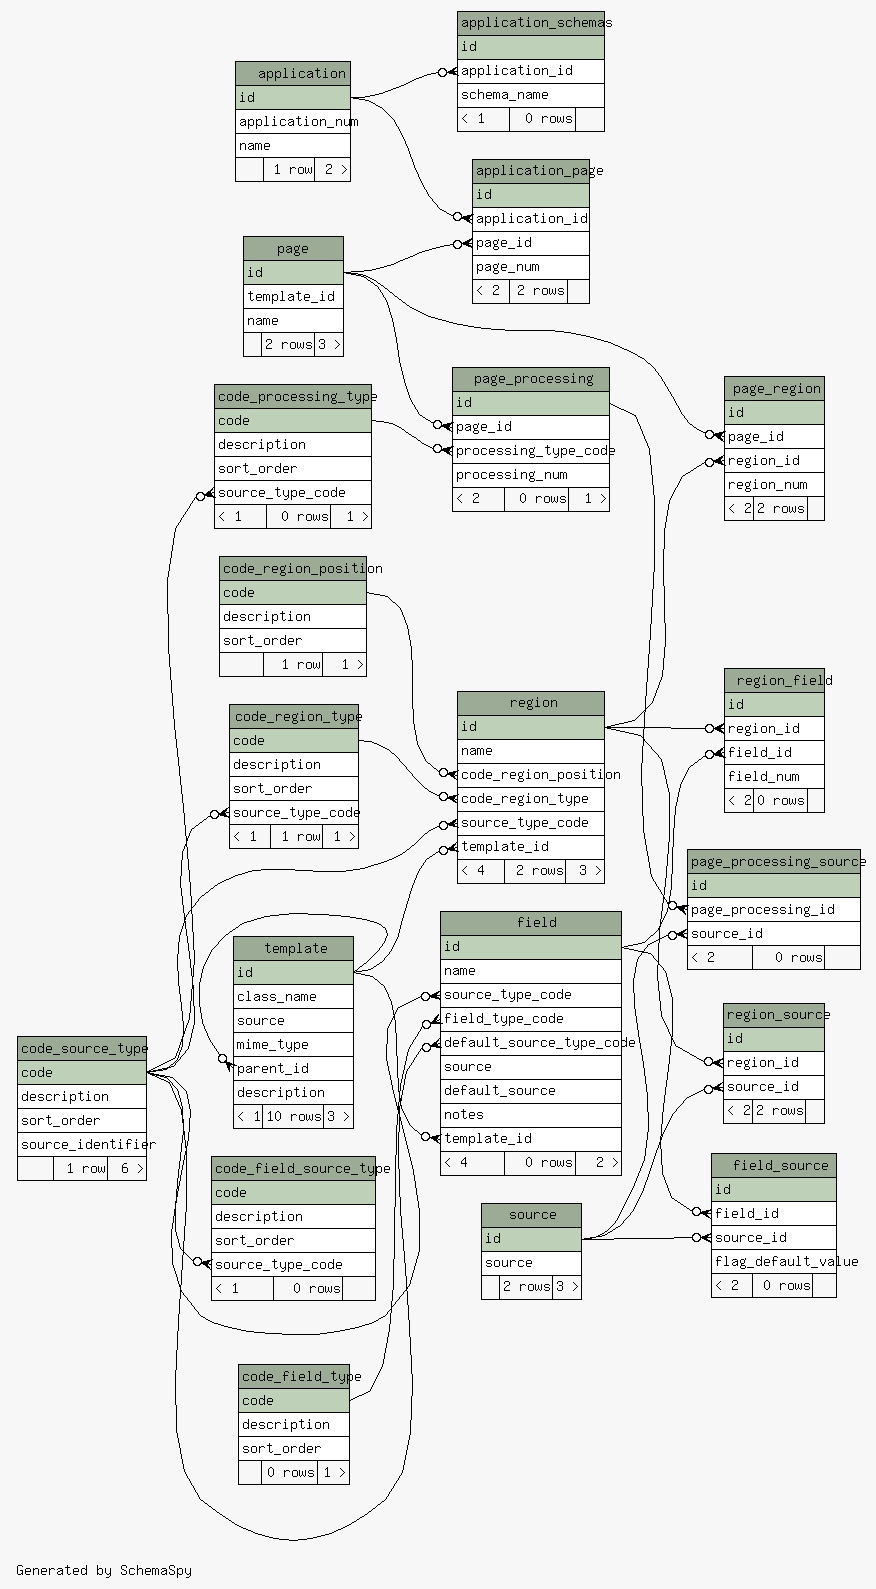 application_schemas
id
application_id
schema_name
< 1 0 rows
application
id
application_num
name
1 row 2 >
application_page
id
application_id
page_id
page_num
< 2 2 rows
page
id
template_id
name
2 rows 3 >
page_processing
id
page_id
processing_type_code
processing_num
< 2 0 rows 1 >
page_region
id
page_id
region_id
region_num
< 2 2 rows
code_processing_type
code
description
sort_order
source_type_code
< 1 0 rows 1 >
code_region_position
code
description
sort_order
1 row 1 >
code_region_type
code
description
sort_order
source_type_code
< 1 1 row 1 >
region
id
name
code_region_position
code_region_type
source_type_code
template_id
< 4 2 rows 3 >
region_field
id
region_id
field_id
field_num
< 2 0 rows
page_processing_source
id
page_processing_id
source_id
< 2 0 rows
field
id
name
source_type_code
field_type_code
default_source_type_code
source
default_source
notes
template_id
< 4 0 rows 2 >
template
id
class_name
source
mime_type
parent_id
description
< 1 10 rows 3 >
region_source
id
region_id
source_id
< 2 2 rows
code_source_type
code
description
sort_order
source_identifier
1 row 6 >
code_field_source_type
code
description
sort_order
source_type_code
< 1 0 rows
field_source
id
field_id
source_id
flag_default_value
< 2 0 rows
source
id
source
2 rows 3 >
code_field_type
code
description
sort_order
0 rows 1 >
Generated by SchemaSpy